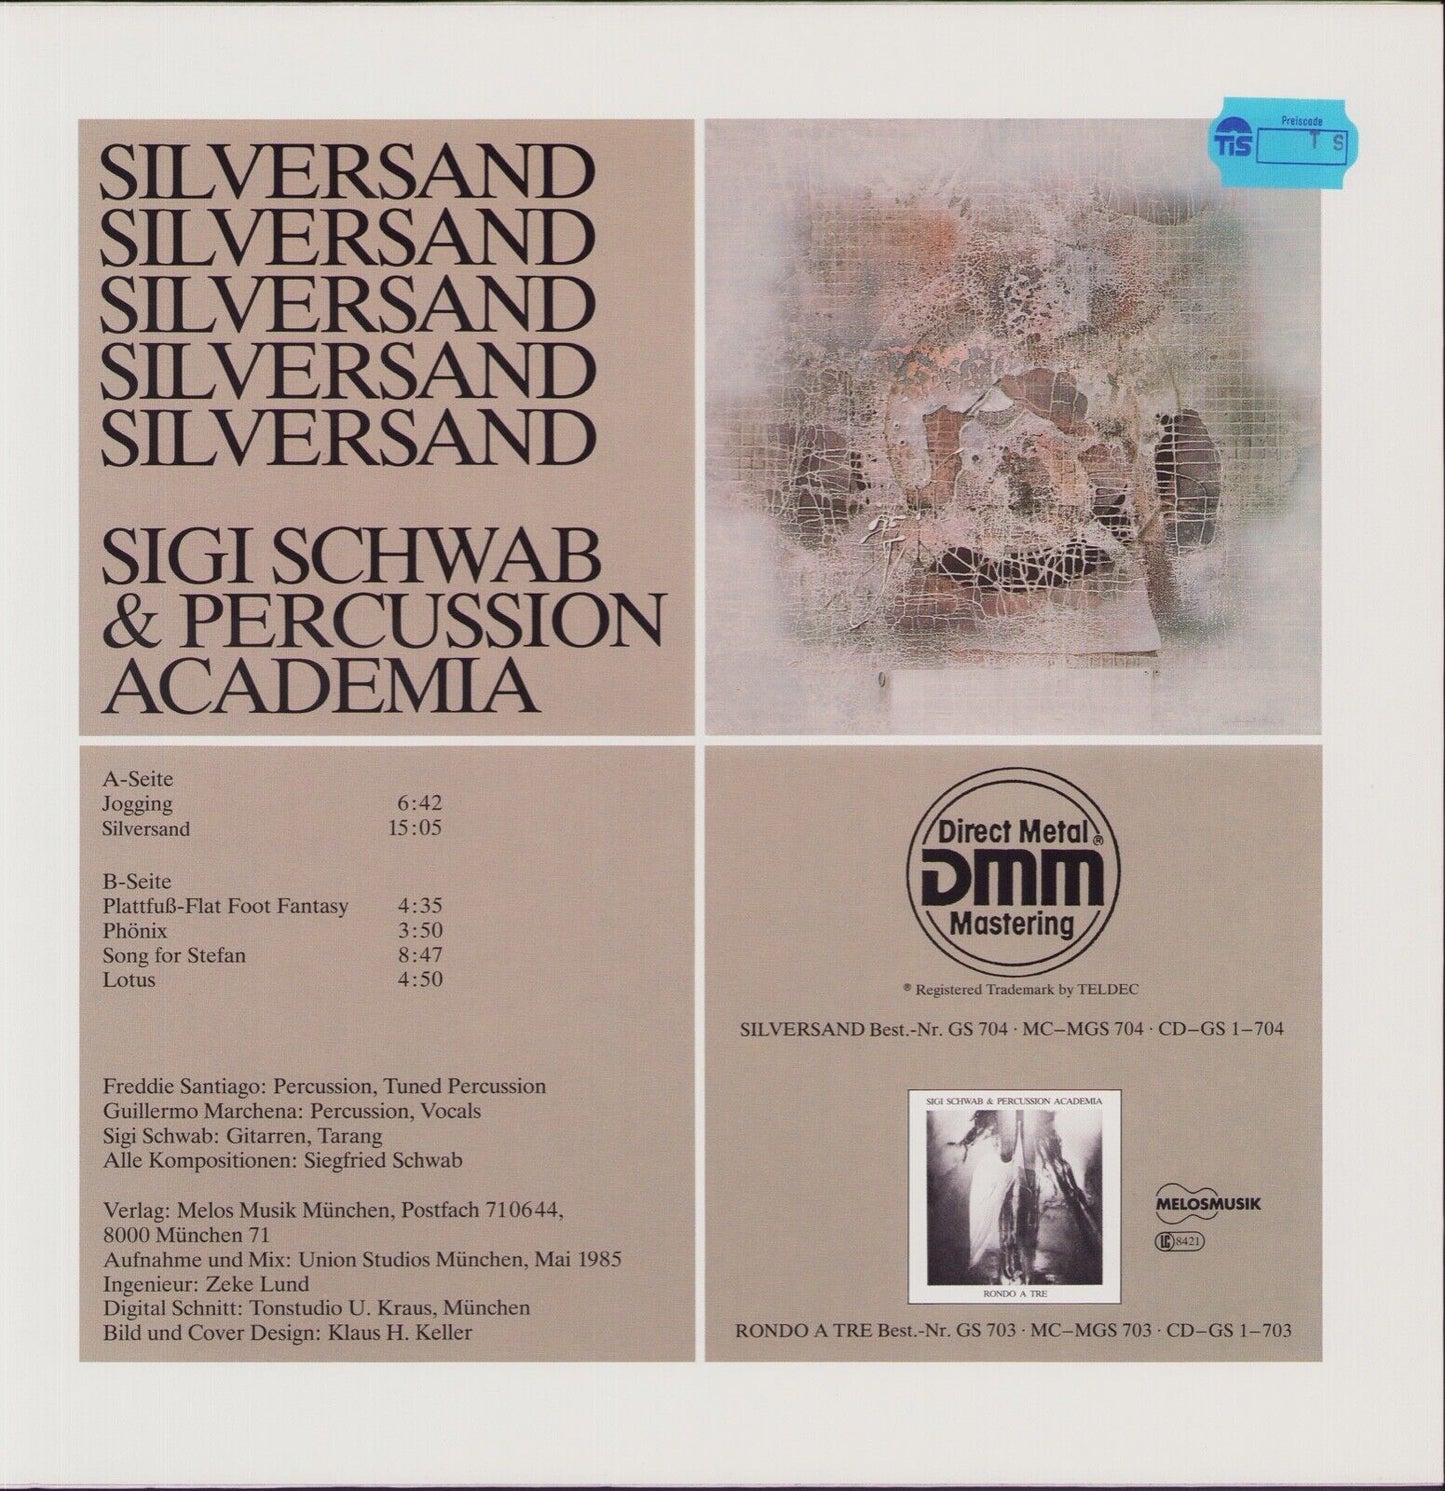 SILVERSAND
SILVERSAND
SILVERSAND
SILVERSAND
SILVERSAND
SIGI SCHWAB
& PERCUSSION
ACADEMIA
Preiscode
TIS
T S
A-Seite
Jogging 6:42
Silversand 15:05
B-Seite
Plattfuß-Flat Foot Fantasy 4:35
Phönix 3:50
Song for Stefan 8:47
Lotus 4:50
Freddie Santiago: Percussion, Tuned Percussion
Guillermo Marchena: Percussion, Vocals
Sigi Schwab: Gitarren, Tarang
Alle Kompositionen: Siegfried Schwab
Verlag: Melos Musik München, Postfach 710644,
8000 München 71
Aufnahme und Mix: Union Studios München, Mai 1985
Ingenieur: Zeke Lund
Digital Schnitt: Tonstudio U. Kraus, München
Bild und Cover Design: Klaus H. Keller
Direct Metal ®
DMM
Mastering
® Registered Trademark by TELDEC
SILVERSAND Best.-Nr. GS 704 · MC–MGS 704 · CD–GS 1–704
SIGI SCHWAB & PERCUSSION ACADEMIA
RONDO A TRE
MELOSMUSIK
LC 8421
RONDO A TRE Best.-Nr. GS 703 · MC–MGS 703 · CD–GS 1–703